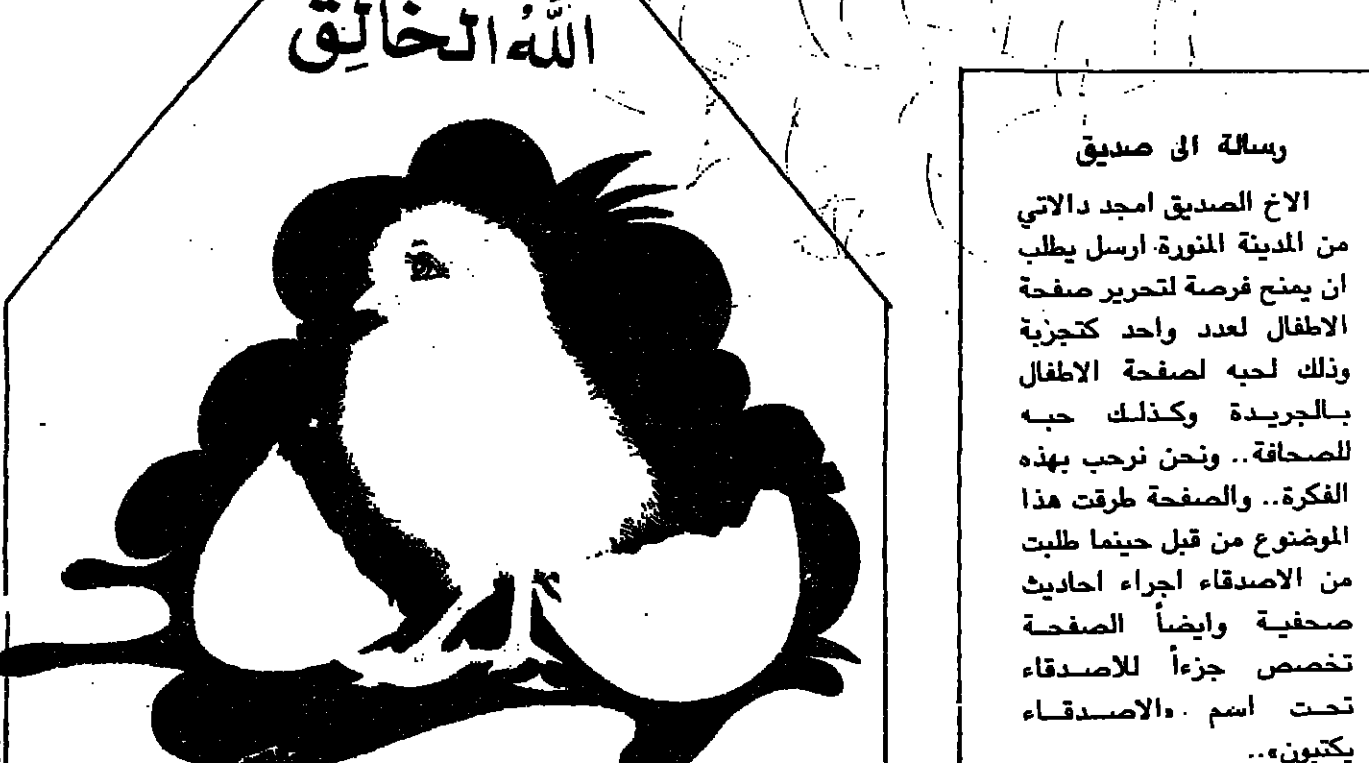 اللّٰهُ الخالِق
رسالة الى صديق
الاخ الصديق امجد دالاتي
من المدينة المنورة ارسل يطلب
ان يمنح فرصة لتحرير صفحة
الاطفال لعدد واحد كتجربة
وذلك لحبه لصفحة الاطفال
بالجريدة وكذلك حبه
للصحافة.. ونحن نرحب بهذه
الفكرة.. والصفحة طرقت هذا
الموضوع من قبل حينما طلبت
من الاصدقاء اجراء احاديث
صحفية وايضاً الصفحة
تخصص جزءاً للاصدقاء
تحت اسم «الاصدقاء
يكتبون»..